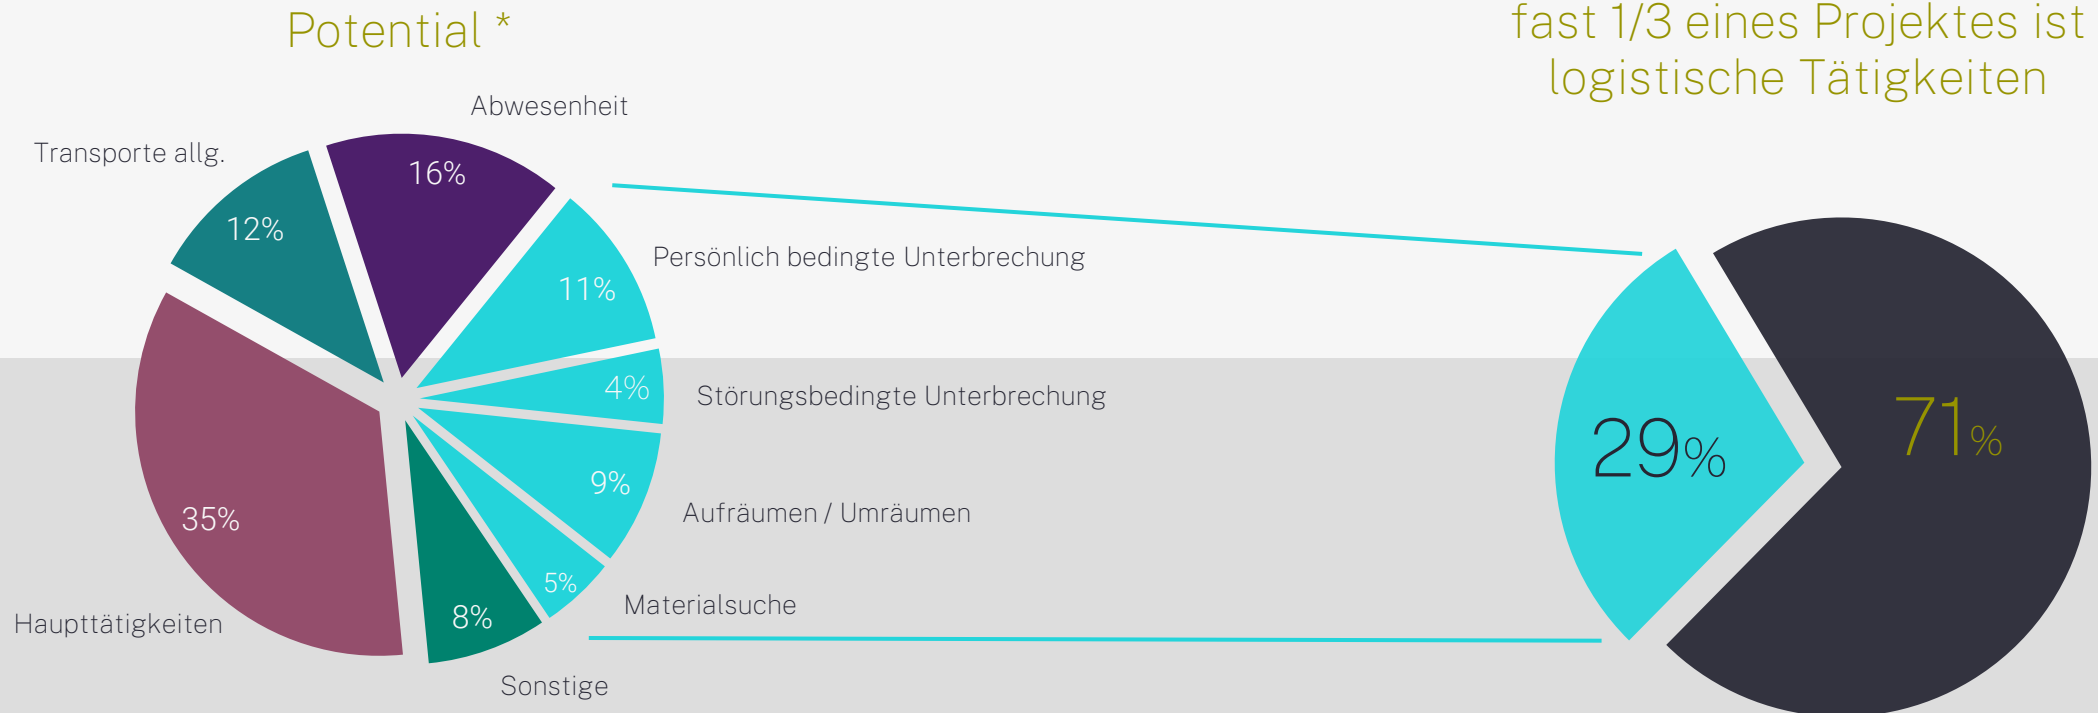 Potential *
fast 1/3 eines Projektes ist
logistische Tätigkeiten
Abwesenheit
Transporte allg.
16%
12%
Persönlich bedingte Unterbrechung
11%
4%
Störungsbedingte Unterbrechung
29%
71%
9%
Aufräumen / Umräumen
35%
5%
Materialsuche
8%
Haupttätigkeiten
Sonstige